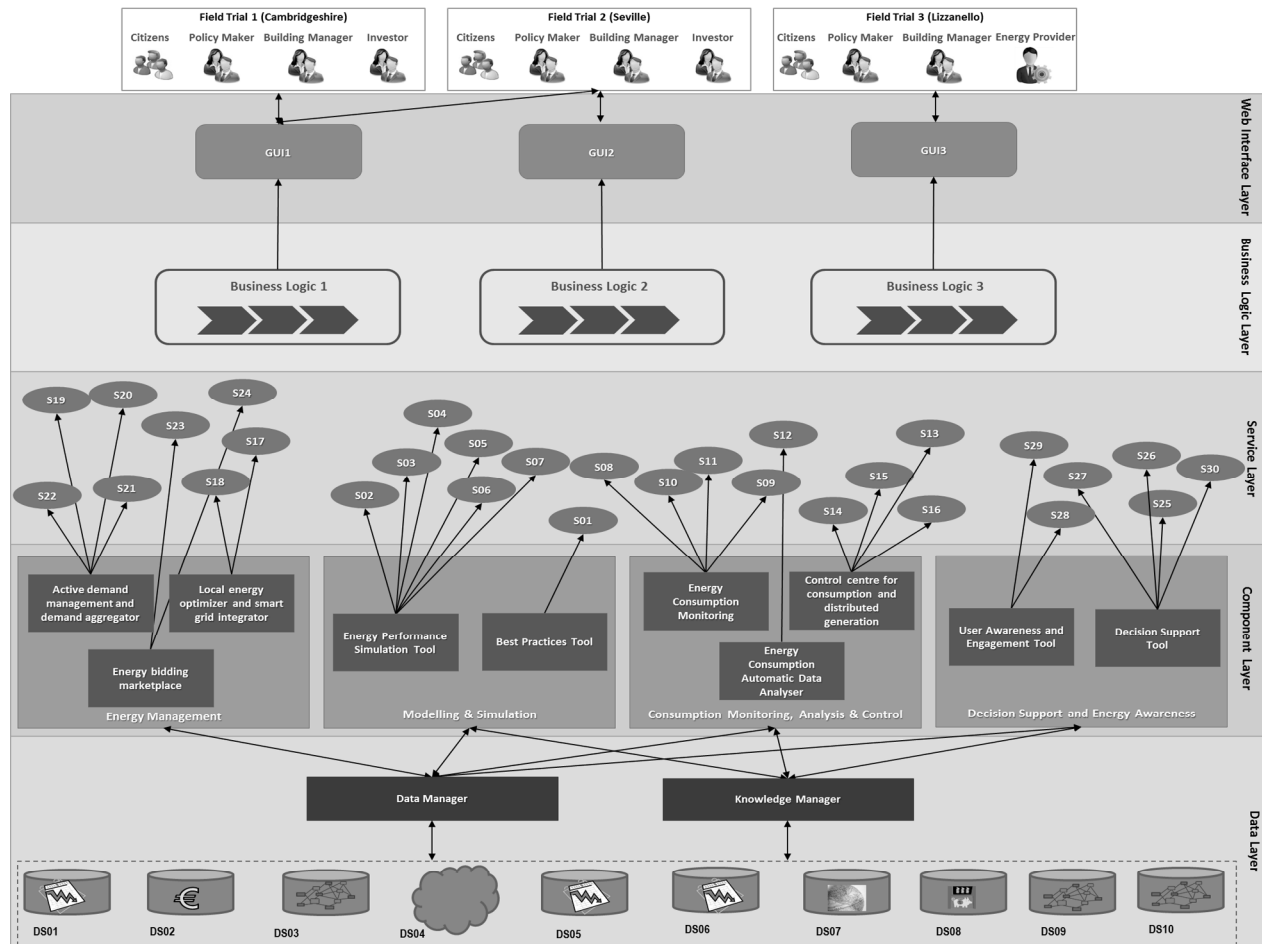 Field Trial 1 (Cambridgeshire)
Citizens Policy Maker Building Manager Investor
Field Trial 2 (Seville)
Citizens Policy Maker Building Manager Investor
Field Trial 3 (Lizzanello)
Citizens Policy Maker Building Manager Energy Provider
Web Interface Layer
GUI1
GUI2
GUI3
Business Logic Layer
Business Logic 1
Business Logic 2
Business Logic 3
Service Layer
S19
S20
S24
S23
S17
S22
S21
S18
S04
S05
S03
S07
S02
S06
S01
S08
S11
S12
S10
S09
S13
S15
S14
S16
S29
S26
S27
S30
S28
S25
Component Layer
Active demand
management and
demand aggregator
Local energy
optimizer and smart
grid integrator
Energy bidding
marketplace
Energy Management
Energy Performance
Simulation Tool
Best Practices Tool
Modelling & Simulation
Energy
Consumption
Monitoring
Control centre for
consumption and
distributed
generation
Energy
Consumption
Automatic Data
Analyser
Consumption Monitoring, Analysis & Control
User Awareness and
Engagement Tool
Decision Support
Tool
Decision Support and Energy Awareness
Data Layer
Data Manager
Knowledge Manager
€
DS01
DS02
DS03
DS04
DS05
DS06
DS07
DS08
DS09
DS10